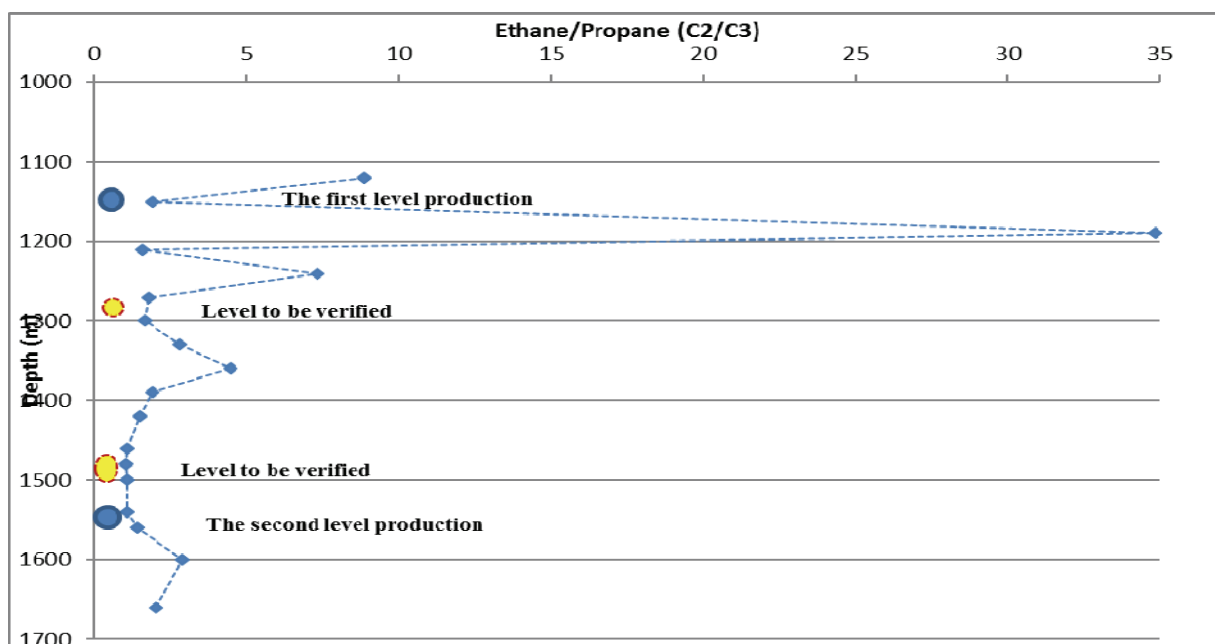 Ethane/Propane (C2/C3)
0 5 10 15 20 25 30 35
1000
1100
The first level production
1200
Level to be verified
1300
Depth (m)
1400
Level to be verified
1500
The second level production
1600
1700